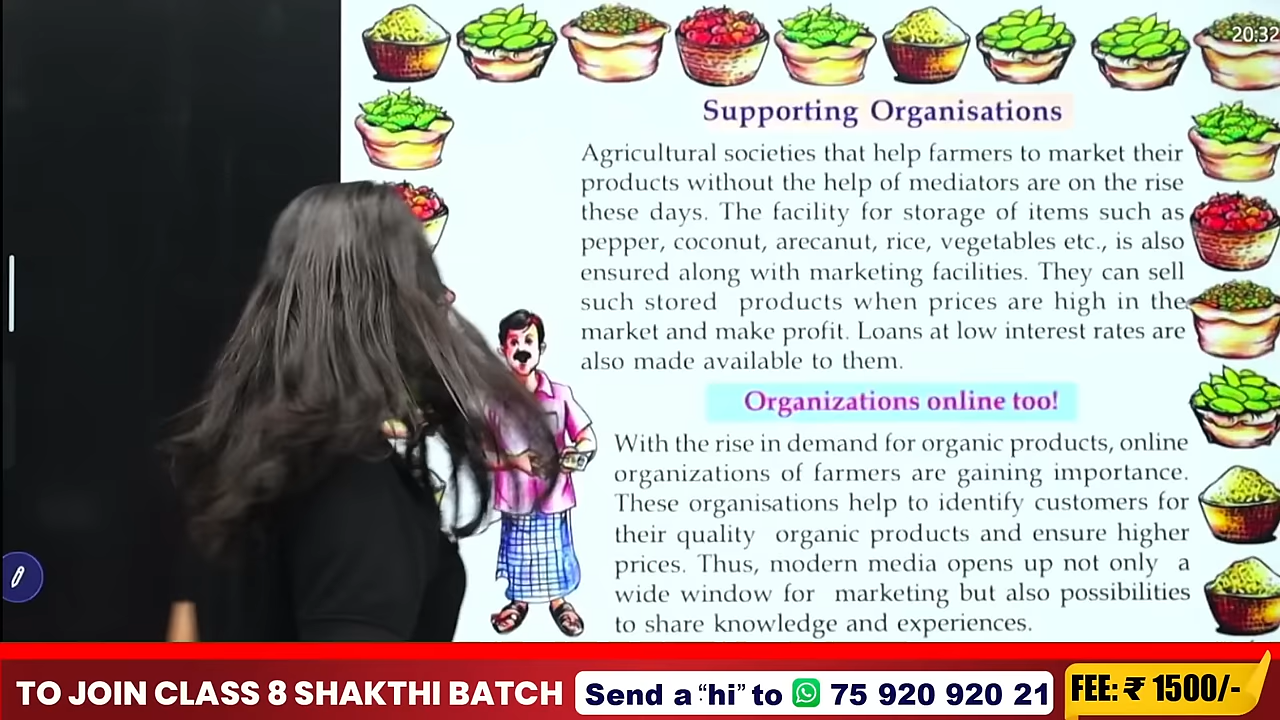 20:32
Supporting Organisations
Agricultural societies that help farmers to market their
products without the help of mediators are on the rise
these days. The facility for storage of items such as
pepper, coconut, arecanut, rice, vegetables etc., is also
ensured along with marketing facilities. They can sell
such stored products when prices are high in the
market and make profit. Loans at low interest rates are
also made available to them.
Organizations online too!
With the rise in demand for organic products, online
organizations of farmers are gaining importance.
These organisations help to identify customers for
their quality organic products and ensure higher
prices. Thus, modern media opens up not only a
wide window for marketing but also possibilities
to share knowledge and experiences.
TO JOIN CLASS 8 SHAKTHI BATCH
Send a “hi” to 75 920 920 21
FEE: ₹ 1500/-